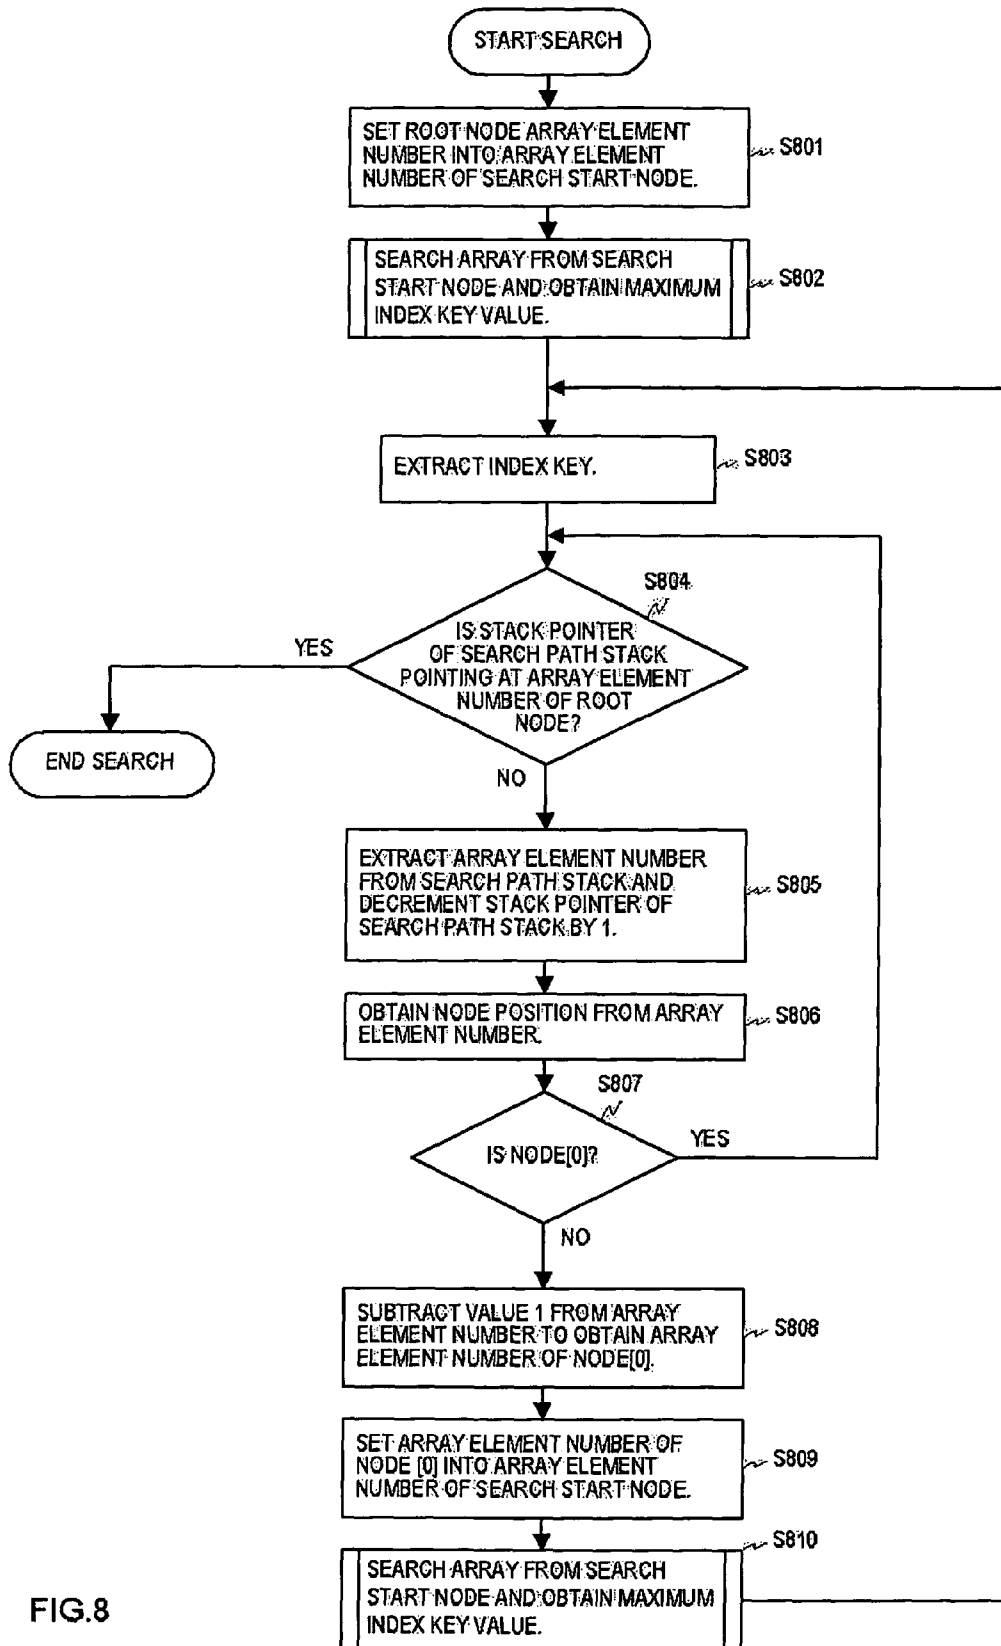 START SEARCH
SET ROOT NODE ARRAY ELEMENT
NUMBER INTO ARRAY ELEMENT
NUMBER OF SEARCH START NODE.
S801
SEARCH ARRAY FROM SEARCH
START NODE AND OBTAIN MAXIMUM
INDEX KEY VALUE.
S802
EXTRACT INDEX KEY.
S803
S804
IS STACK POINTER
OF SEARCH PATH STACK
POINTING AT ARRAY ELEMENT
NUMBER OF ROOT
NODE?
YES
END SEARCH
NO
EXTRACT ARRAY ELEMENT NUMBER
FROM SEARCH PATH STACK AND
DECREMENT STACK POINTER OF
SEARCH PATH STACK BY 1.
S805
OBTAIN NODE POSITION FROM ARRAY
ELEMENT NUMBER.
S806
S807
IS NODE[0]?
YES
NO
SUBTRACT VALUE 1 FROM ARRAY
ELEMENT NUMBER TO OBTAIN ARRAY
ELEMENT NUMBER OF NODE[0].
S808
SET ARRAY ELEMENT NUMBER OF
NODE [0] INTO ARRAY ELEMENT
NUMBER OF SEARCH START NODE.
S809
S810
SEARCH ARRAY FROM SEARCH
START NODE AND OBTAIN MAXIMUM
INDEX KEY VALUE.
FIG.8